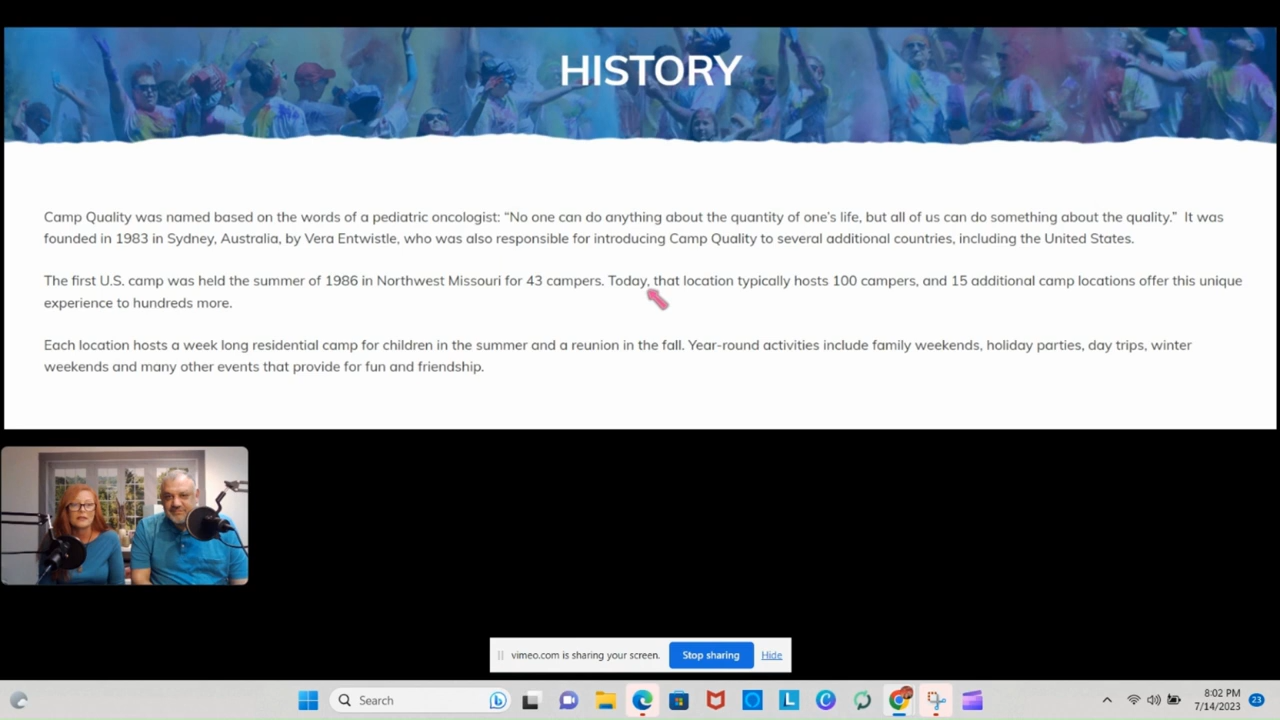 HISTORY
Camp Quality was named based on the words of a pediatric oncologist: “No one can do anything about the quantity of one’s life, but all of us can do something about the quality.” It was
founded in 1983 in Sydney, Australia, by Vera Entwistle, who was also responsible for introducing Camp Quality to several additional countries, including the United States.
The first U.S. camp was held the summer of 1986 in Northwest Missouri for 43 campers. Today, that location typically hosts 100 campers, and 15 additional camp locations offer this unique
experience to hundreds more.
Each location hosts a week long residential camp for children in the summer and a reunion in the fall. Year-round activities include family weekends, holiday parties, day trips, winter
weekends and many other events that provide for fun and friendship.
vimeo.com is sharing your screen. Stop sharing Hide
Search
8:02 PM
7/14/2023
23